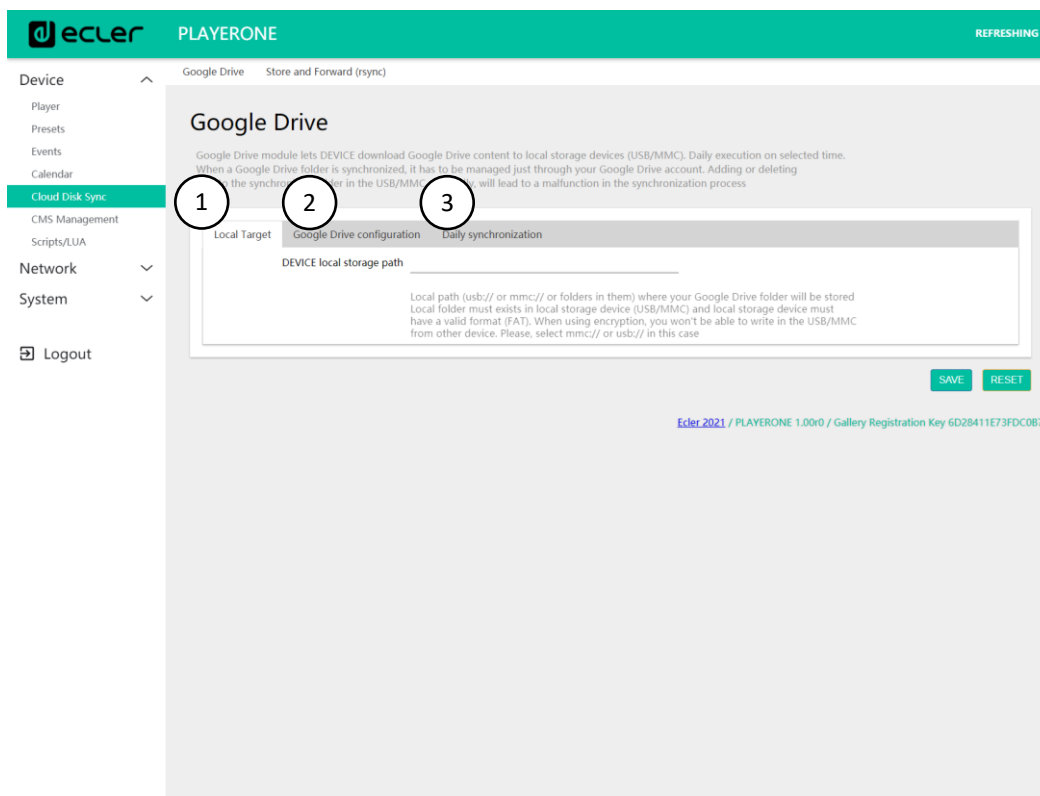 ecler
PLAYERONE
REFRESHING
Device
Player
Presets
Events
Calendar
Cloud Disk Sync
CMS Management
Scripts/LUA
Network
System
Logout
Google Drive Store and Forward (rsync)
Google Drive
Google Drive module lets DEVICE download Google Drive content to local storage devices (USB/MMC). Daily execution on selected time.
When a Google Drive folder is synchronized, it has to be managed just through your Google Drive account. Adding or deleting
to the in the USB/MMC will lead to a malfunction in the synchronization process
1 2 3
Local Target Google Drive configuration Daily synchronization
DEVICE local storage path
Local path (usb:// or mmc:// or folders in them) where your Google Drive folder will be stored
Local folder must exists in local storage device (USB/MMC) and local storage device must
have a valid format (FAT). When using encryption, you won't be able to write in the USB/MMC
from other device. Please, select mmc:// or usb:// in this case
SAVE RESET
Ecler 2021 / PLAYERONE 1.00r0 / Gallery Registration Key